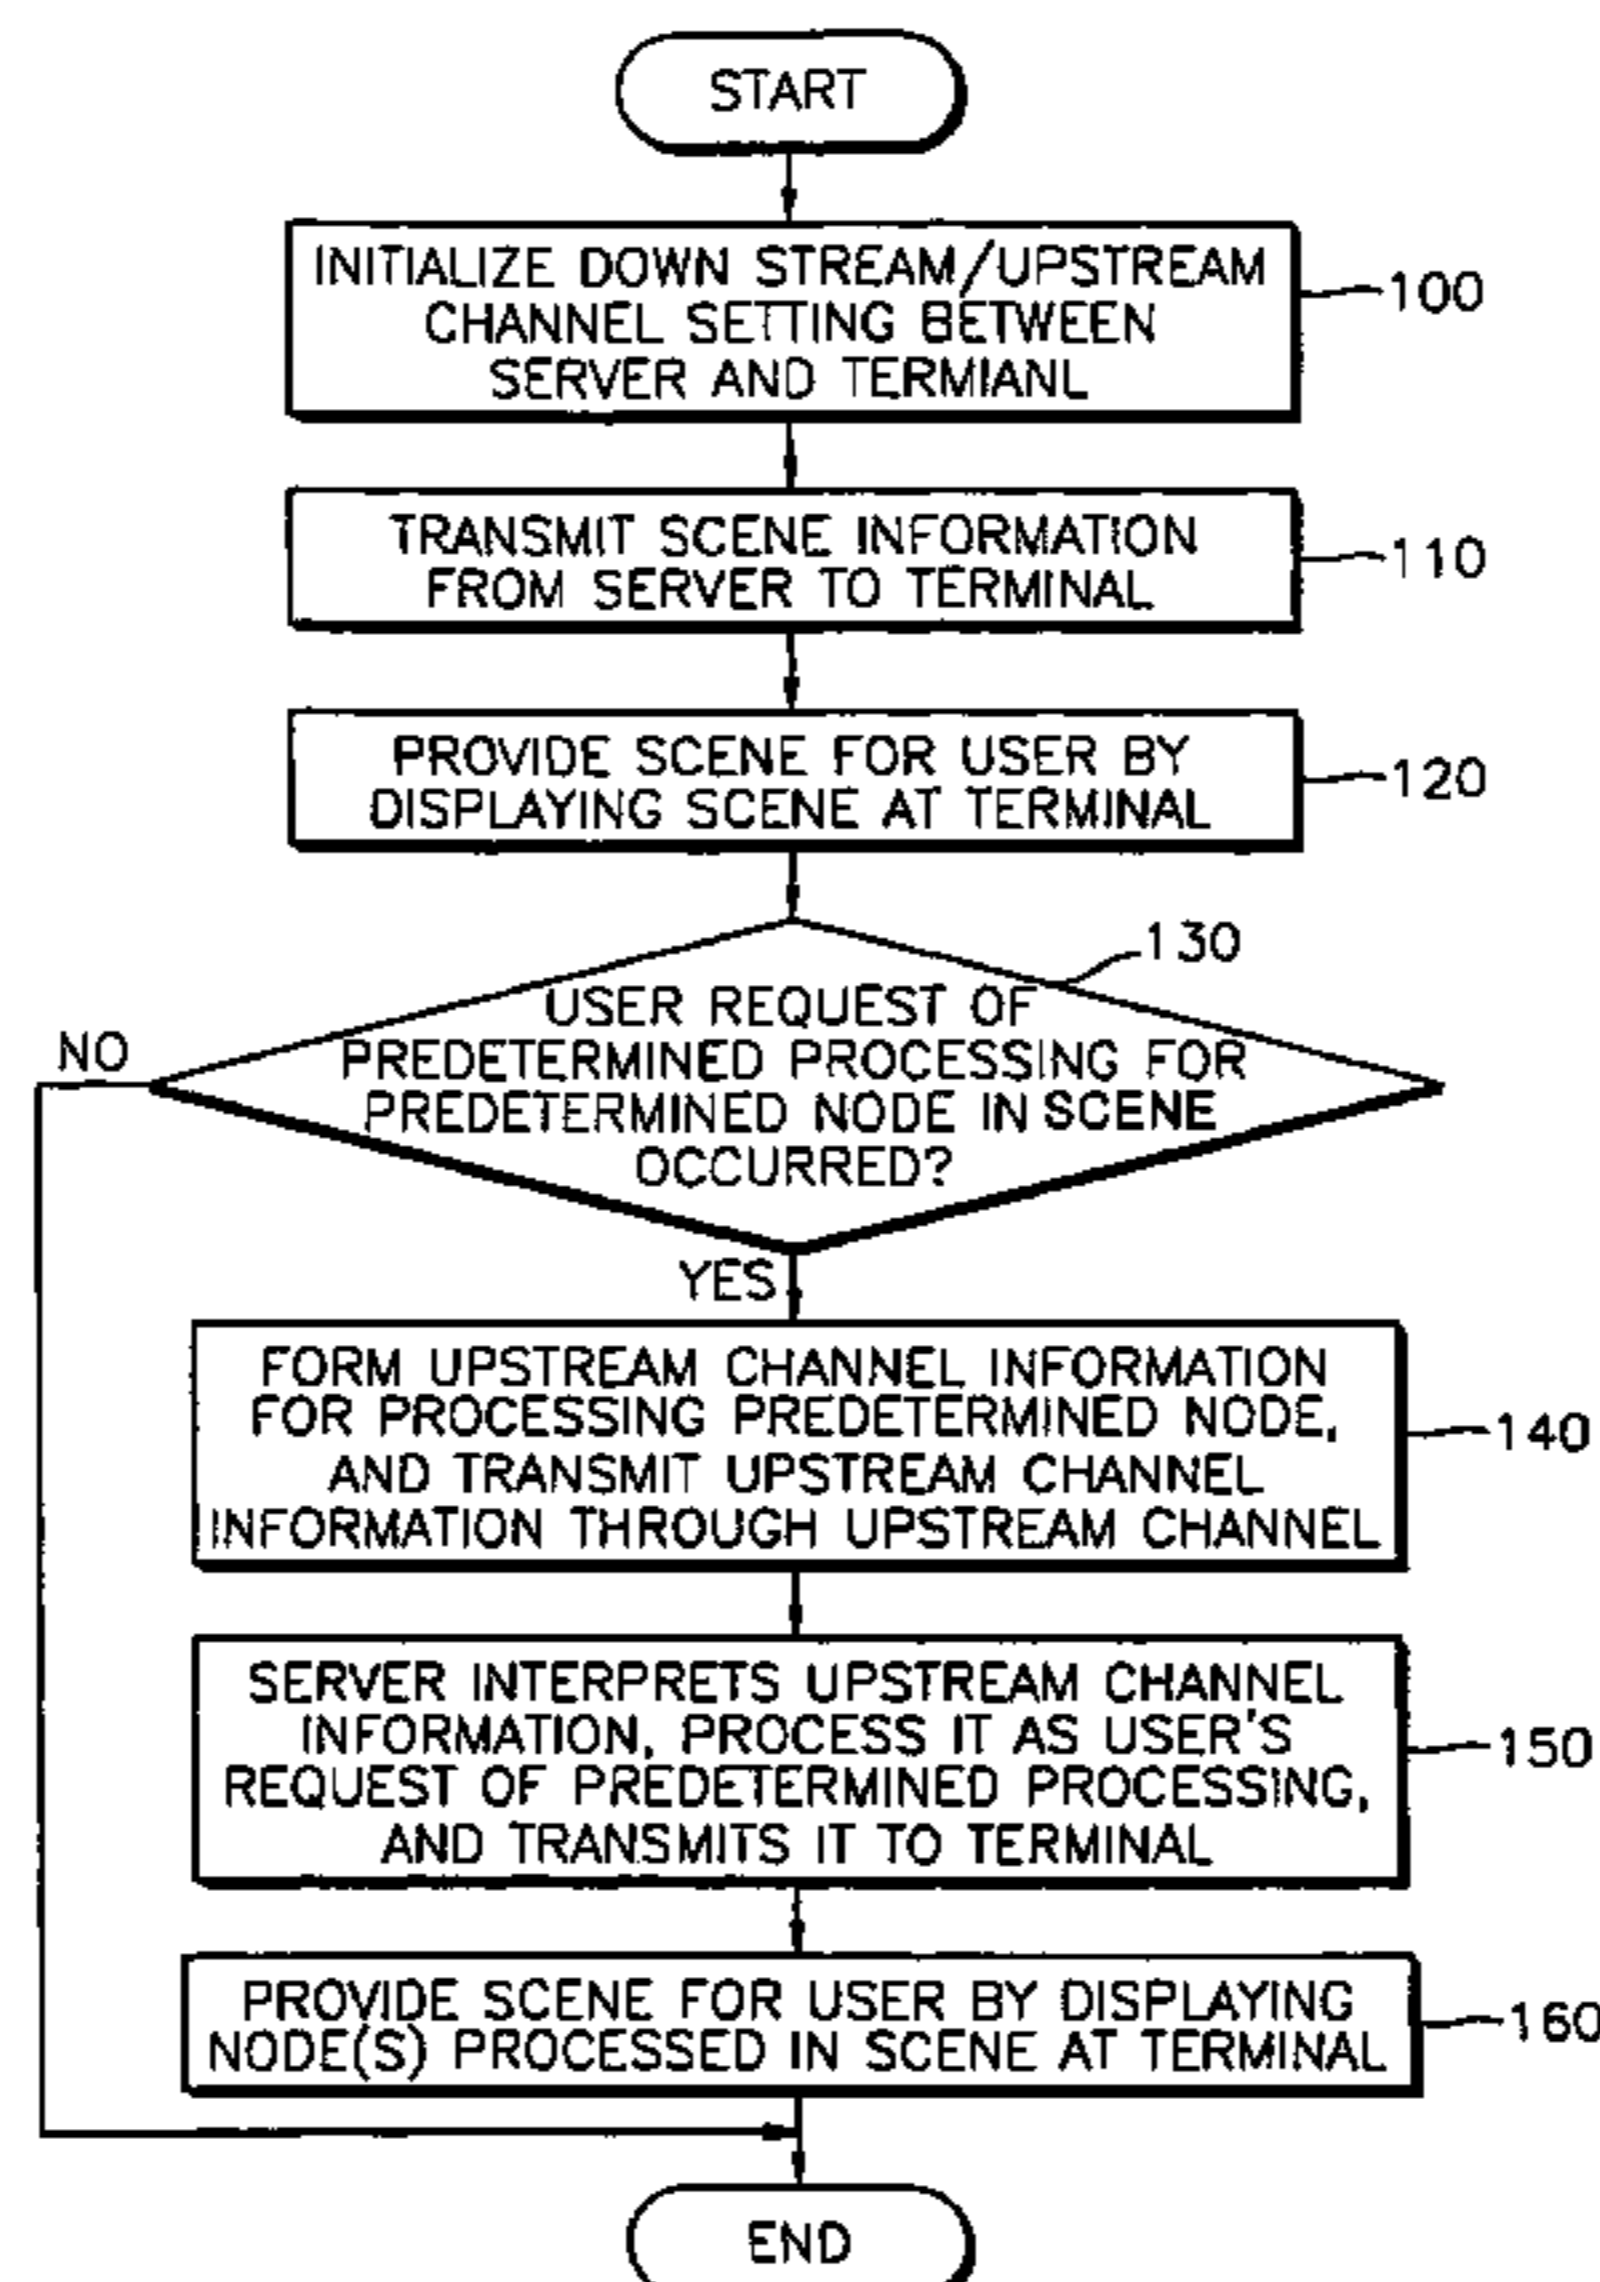 START
INITIALIZE DOWN STREAM/UPSTREAM
CHANNEL SETTING BETWEEN
SERVER AND TERMIANL
100
TRANSMIT SCENE INFORMATION
FROM SERVER TO TERMINAL
110
PROVIDE SCENE FOR USER BY
DISPLAYING SCENE AT TERMINAL
120
130
USER REQUEST OF
PREDETERMINED PROCESSING FOR
PREDETERMINED NODE IN SCENE
OCCURRED?
NO
YES
FORM UPSTREAM CHANNEL INFORMATION
FOR PROCESSING PREDETERMINED NODE,
AND TRANSMIT UPSTREAM CHANNEL
INFORMATION THROUGH UPSTREAM CHANNEL
140
SERVER INTERPRETS UPSTREAM CHANNEL
INFORMATION, PROCESS IT AS USER'S
REQUEST OF PREDETERMINED PROCESSING,
AND TRANSMITS IT TO TERMINAL
150
PROVIDE SCENE FOR USER BY DISPLAYING
NODE(S) PROCESSED IN SCENE AT TERMINAL
160
END